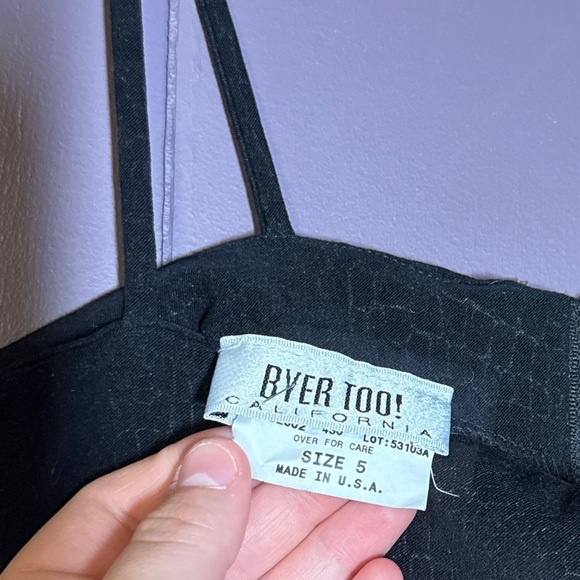 BYER TOO!
CALIFORNIA
LOT:53103A
OVER FOR CARE
SIZE 5
MADE IN U.S.A.